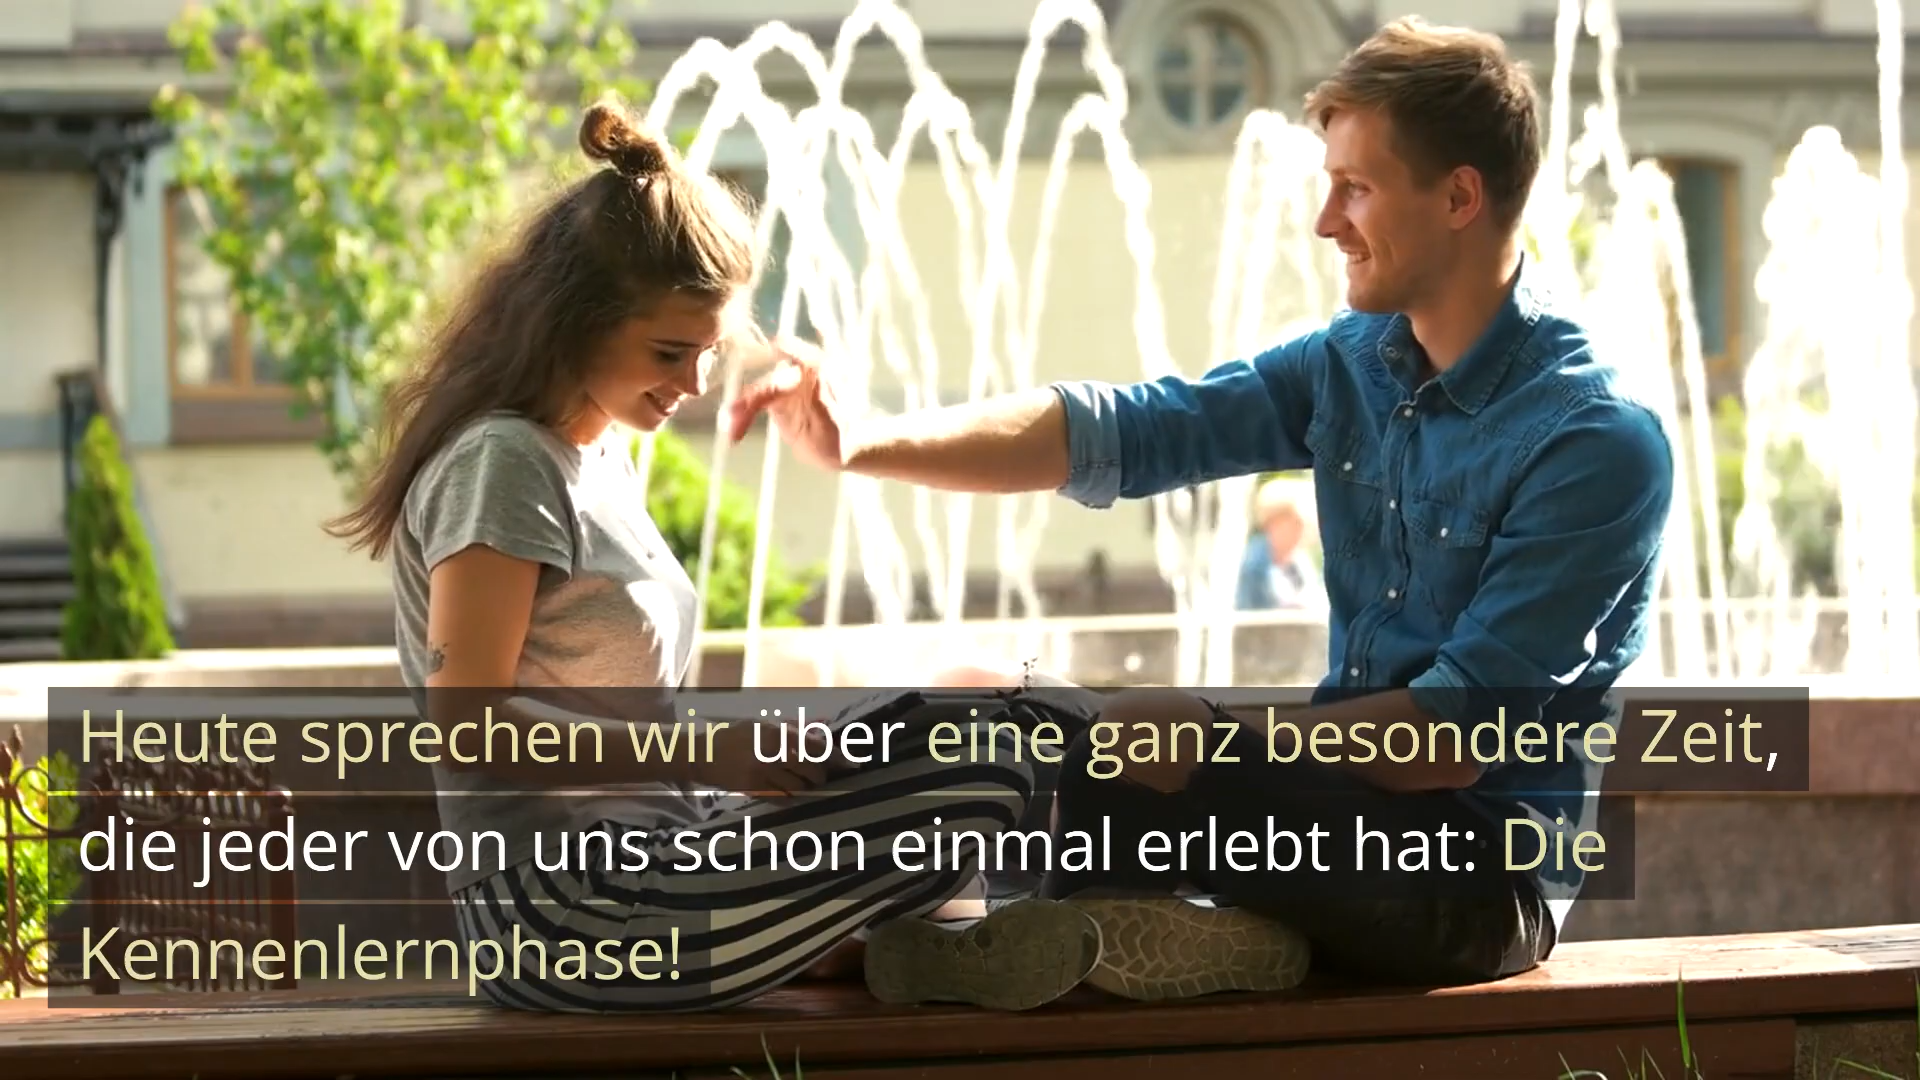 Heute sprechen wir über eine ganz besondere Zeit,
die jeder von uns schon einmal erlebt hat: Die
Kennenlernphase!